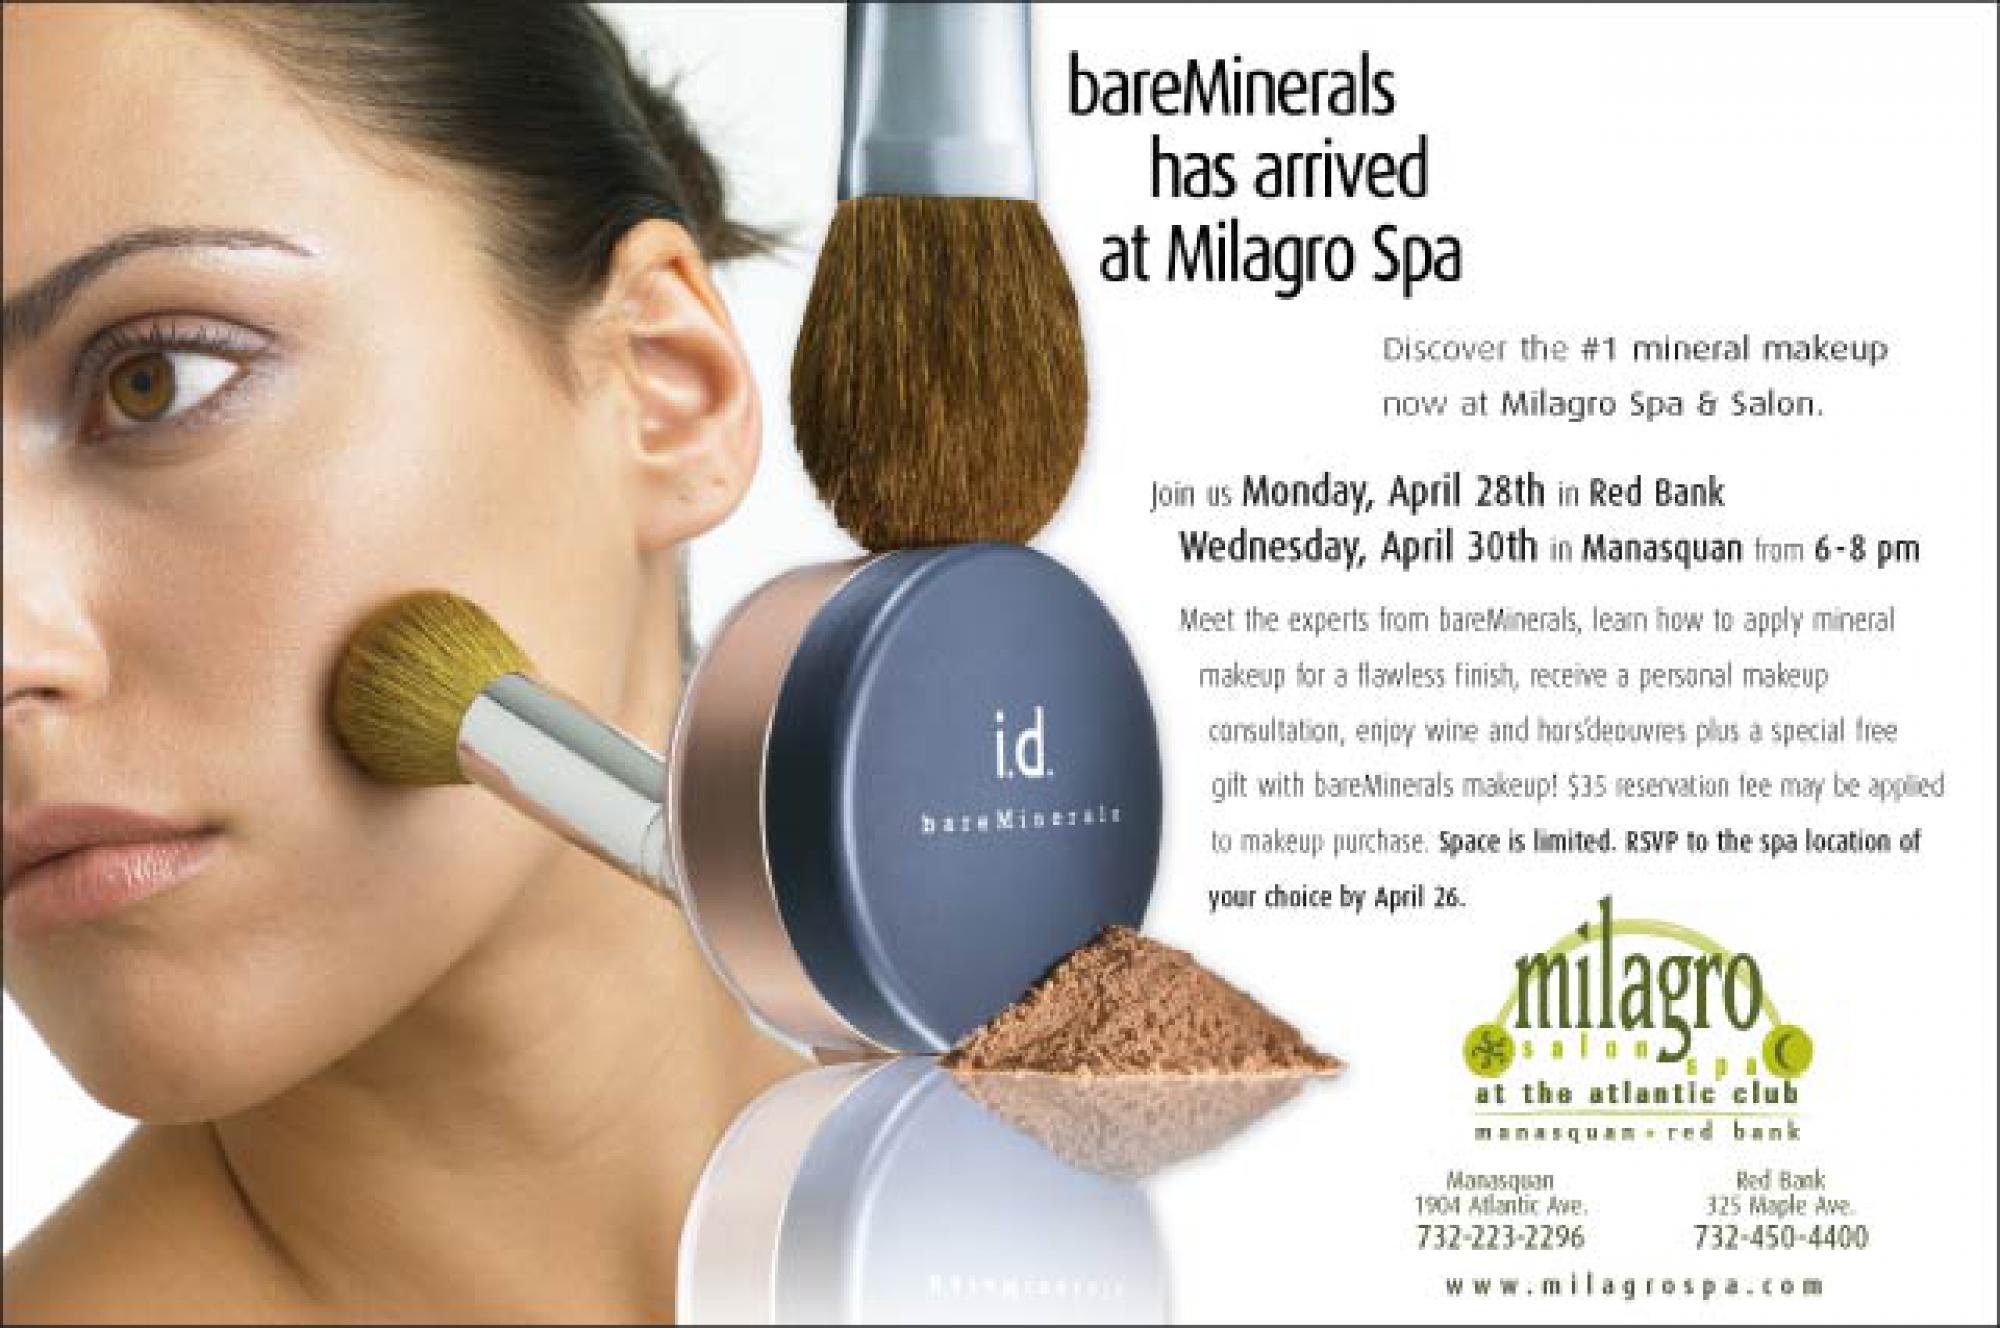 bareMinerals
has arrived
at Milagro Spa
Discover the #1 mineral makeup
now at Milagro Spa & Salon.
Join us Monday, April 28th in Red Bank
Wednesday, April 30th in Manasquan from 6-8 pm
Meet the experts from bareMinerals, learn how to apply mineral
makeup for a flawless finish, receive a personal makeup
consultation, enjoy wine and hors'deouvres plus a special free
gift with bareMinerals makeup! $35 reservation fee may be applied
to makeup purchase. Space is limited. RSVP to the spa location of
your choice by April 26.
i.d.
bareMinerals
milagro
salon
spa
at the atlantic club
manasquan • red bank
Manasquan
1904 Atlantic Ave.
732-223-2296
Red Bank
325 Maple Ave.
732-450-4400
www.milagrospa.com